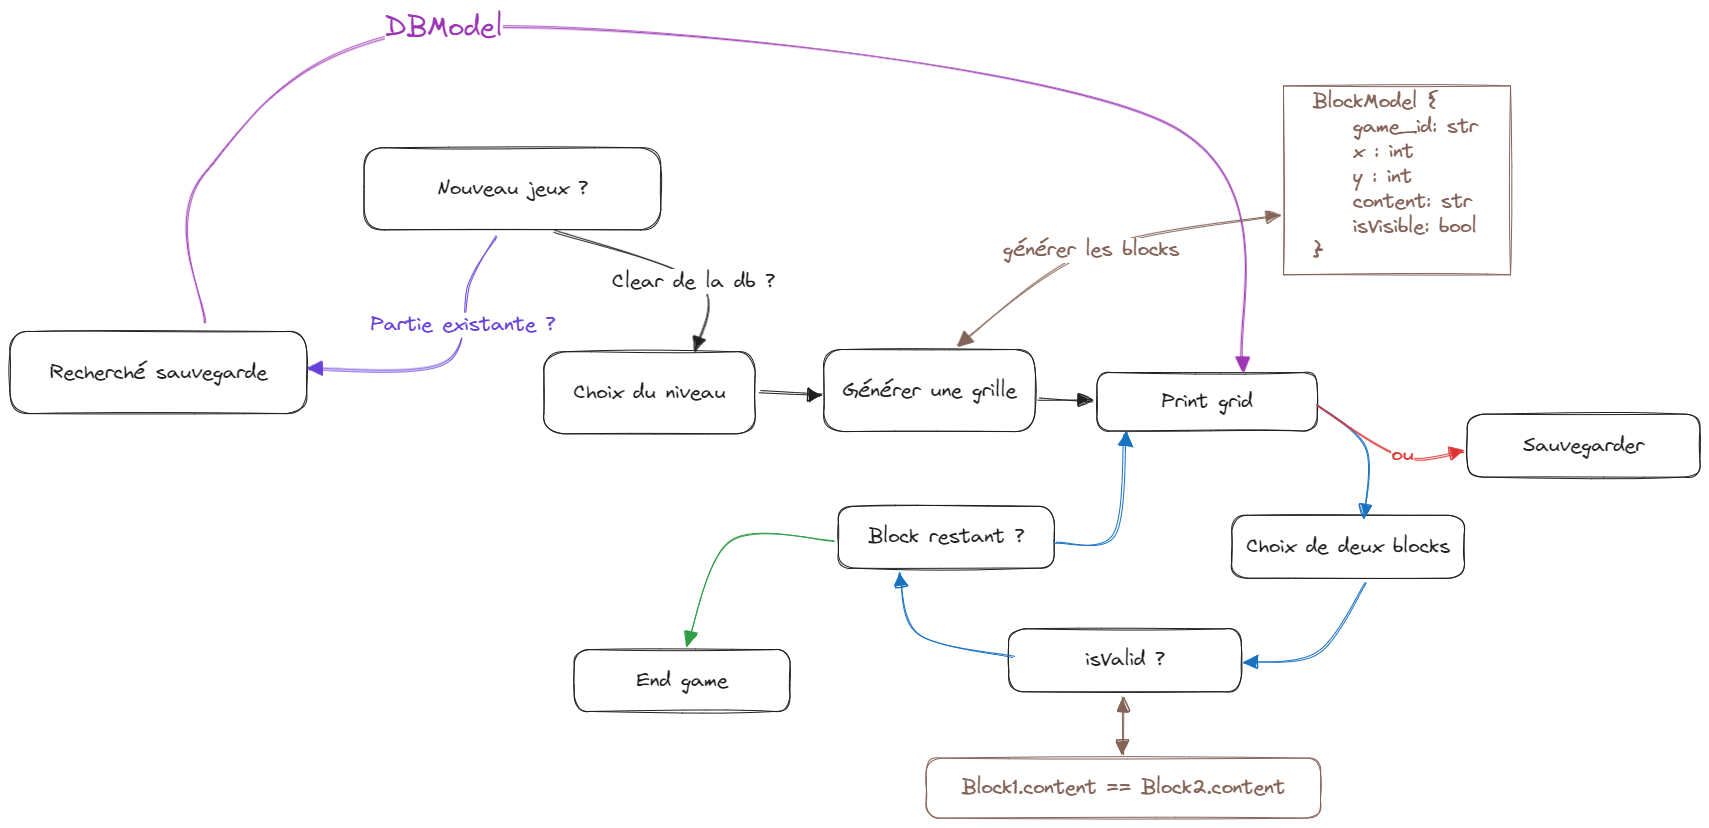 DBModel
BlockModel {
game_id: str
x : int
y : int
content: str
isVisible: bool
}
Nouveau jeux ?
générer les blocks
Clear de la db ?
Partie existante ?
Recherché sauvegarde
Choix du niveau
Générer une grille
Print grid
ou
Sauvegarder
Block restant ?
Choix de deux blocks
isValid ?
End game
Block1.content == Block2.content